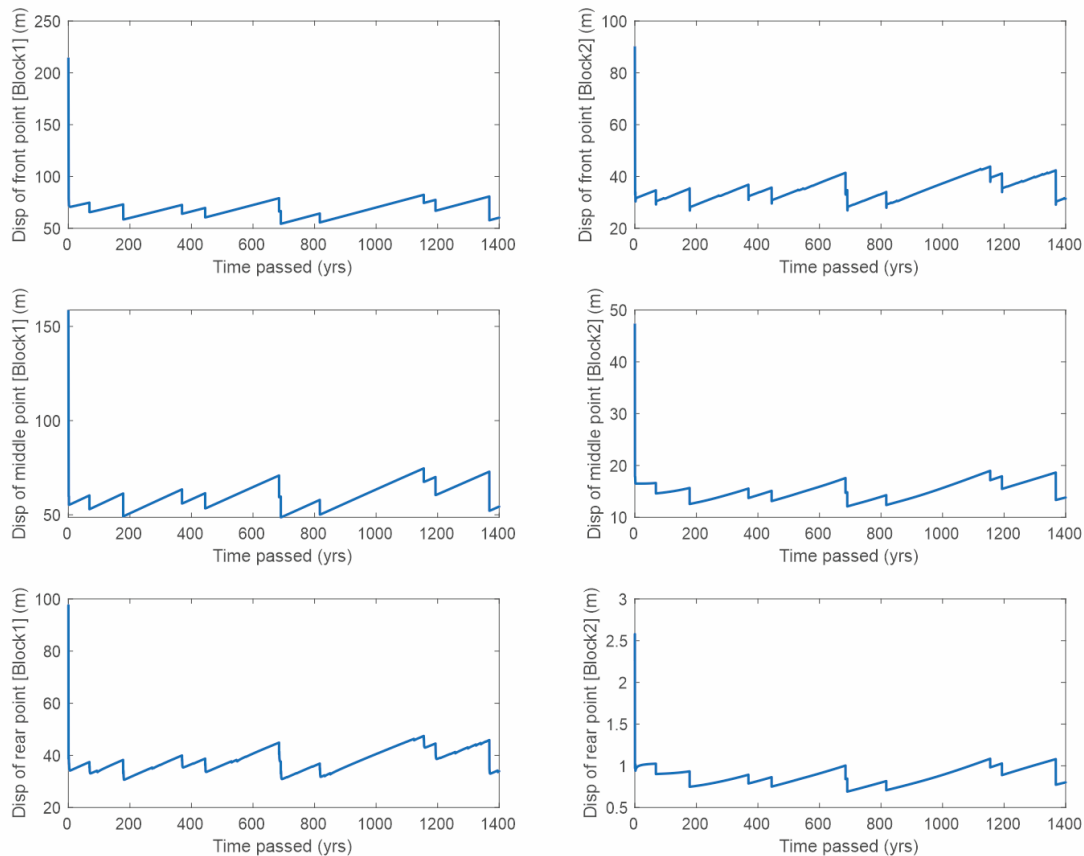 Disp of front point [Block1] (m)
250
200
150
100
50
0 200 400 600 800 1000 1200 1400
Time passed (yrs)
Disp of front point [Block2] (m)
100
80
60
40
20
0 200 400 600 800 1000 1200 1400
Time passed (yrs)
Disp of middle point [Block1] (m)
150
100
50
0 200 400 600 800 1000 1200 1400
Time passed (yrs)
Disp of middle point [Block2] (m)
50
40
30
20
10
0 200 400 600 800 1000 1200 1400
Time passed (yrs)
Disp of rear point [Block1] (m)
100
80
60
40
20
0 200 400 600 800 1000 1200 1400
Time passed (yrs)
Disp of rear point [Block2] (m)
3
2.5
2
1.5
1
0.5
0 200 400 600 800 1000 1200 1400
Time passed (yrs)